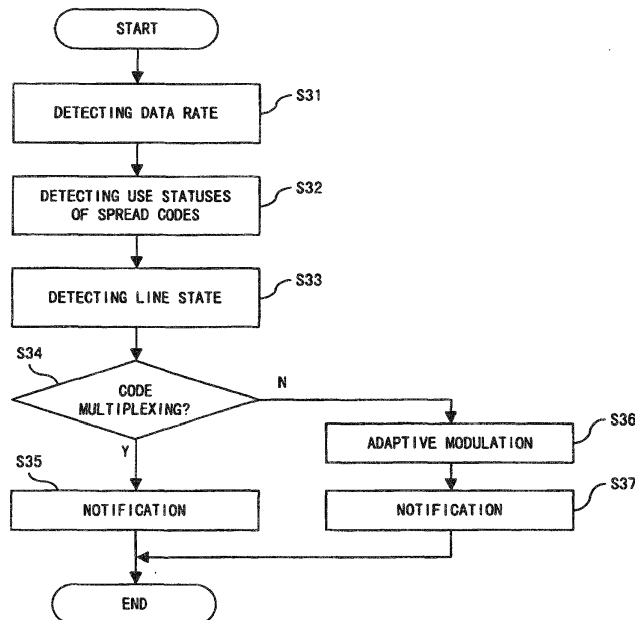 START
DETECTING DATA RATE
S31
DETECTING USE STATUSES
OF SPREAD CODES
S32
DETECTING LINE STATE
S33
S34
CODE
MULTIPLEXING?
N
Y
ADAPTIVE MODULATION
S36
S35
NOTIFICATION
NOTIFICATION
S37
END